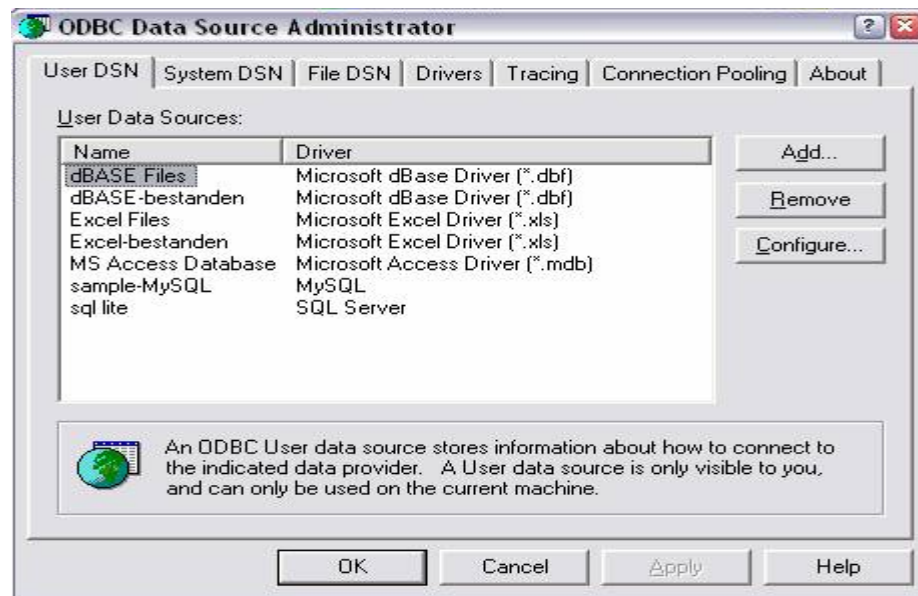 ODBC Data Source Administrator
User DSN System DSN File DSN Drivers Tracing Connection Pooling About
User Data Sources:
Name Driver
dBASE Files Microsoft dBase Driver (*.dbf)
dBASE-bestanden Microsoft dBase Driver (*.dbf)
Excel Files Microsoft Excel Driver (*.xls)
Excel-bestanden Microsoft Excel Driver (*.xls)
MS Access Database Microsoft Access Driver (*.mdb)
sample-MySQL MySQL
sql lite SQL Server
Add...
Remove
Configure...
An ODBC User data source stores information about how to connect to
the indicated data provider. A User data source is only visible to you,
and can only be used on the current machine.
OK Cancel Apply Help